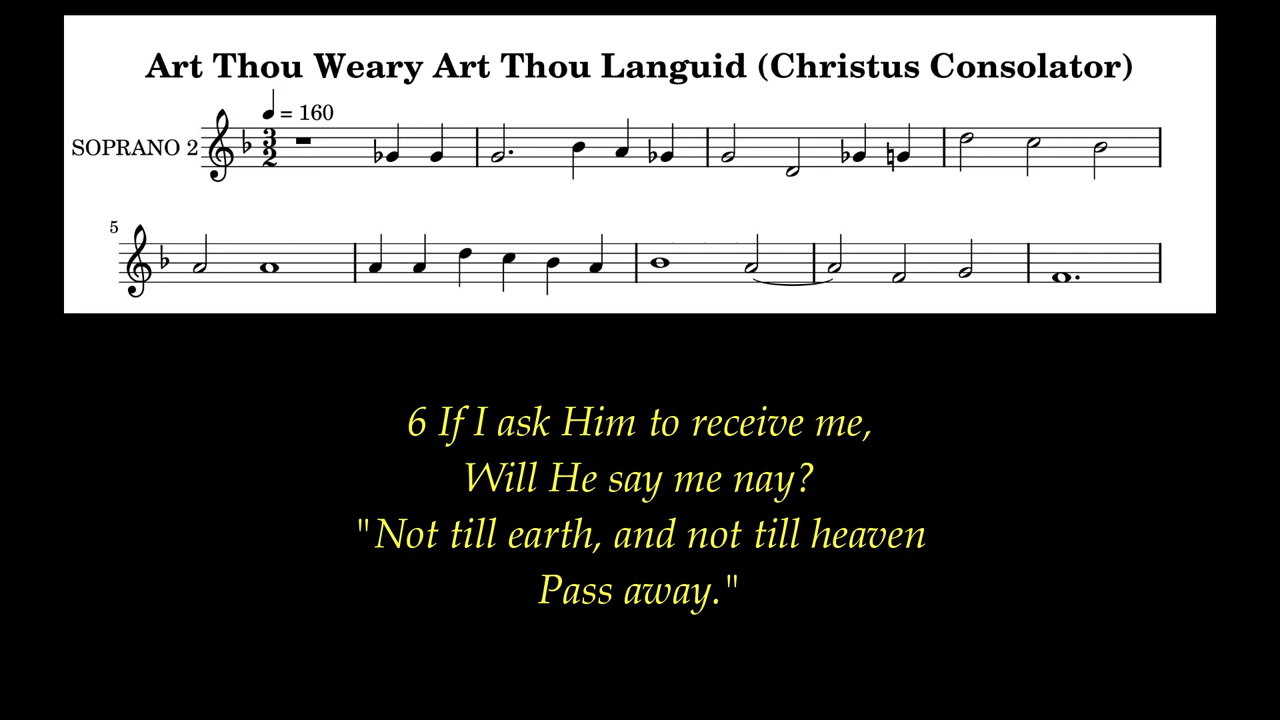 Art Thou Weary Art Thou Languid (Christus Consolator)
= 160
SOPRANO 2
3
2
5
6 If I ask Him to receive me,
Will He say me nay?
"Not till earth, and not till heaven
Pass away."